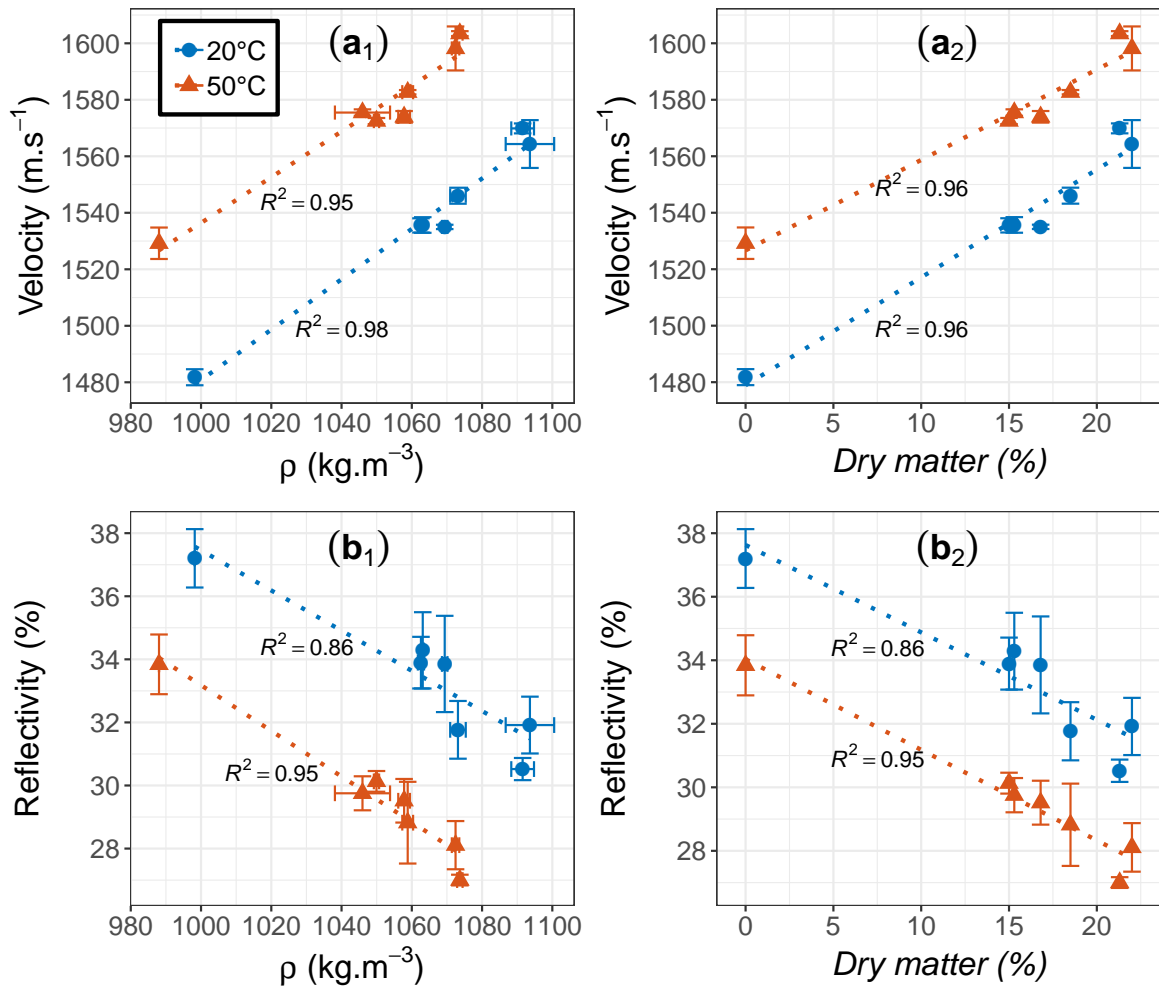 (a₁)
20°C
50°C
R² = 0.95
R² = 0.98
1600
1580
1560
1540
1520
1500
1480
Velocity (m.s⁻¹)
980 1000 1020 1040 1060 1080 1100
ρ (kg.m⁻³)
(a₂)
R² = 0.96
R² = 0.96
1600
1580
1560
1540
1520
1500
1480
Velocity (m.s⁻¹)
0 5 10 15 20
Dry matter (%)
(b₁)
R² = 0.86
R² = 0.95
38
36
34
32
30
28
Reflectivity (%)
980 1000 1020 1040 1060 1080 1100
ρ (kg.m⁻³)
(b₂)
R² = 0.86
R² = 0.95
38
36
34
32
30
28
Reflectivity (%)
0 5 10 15 20
Dry matter (%)